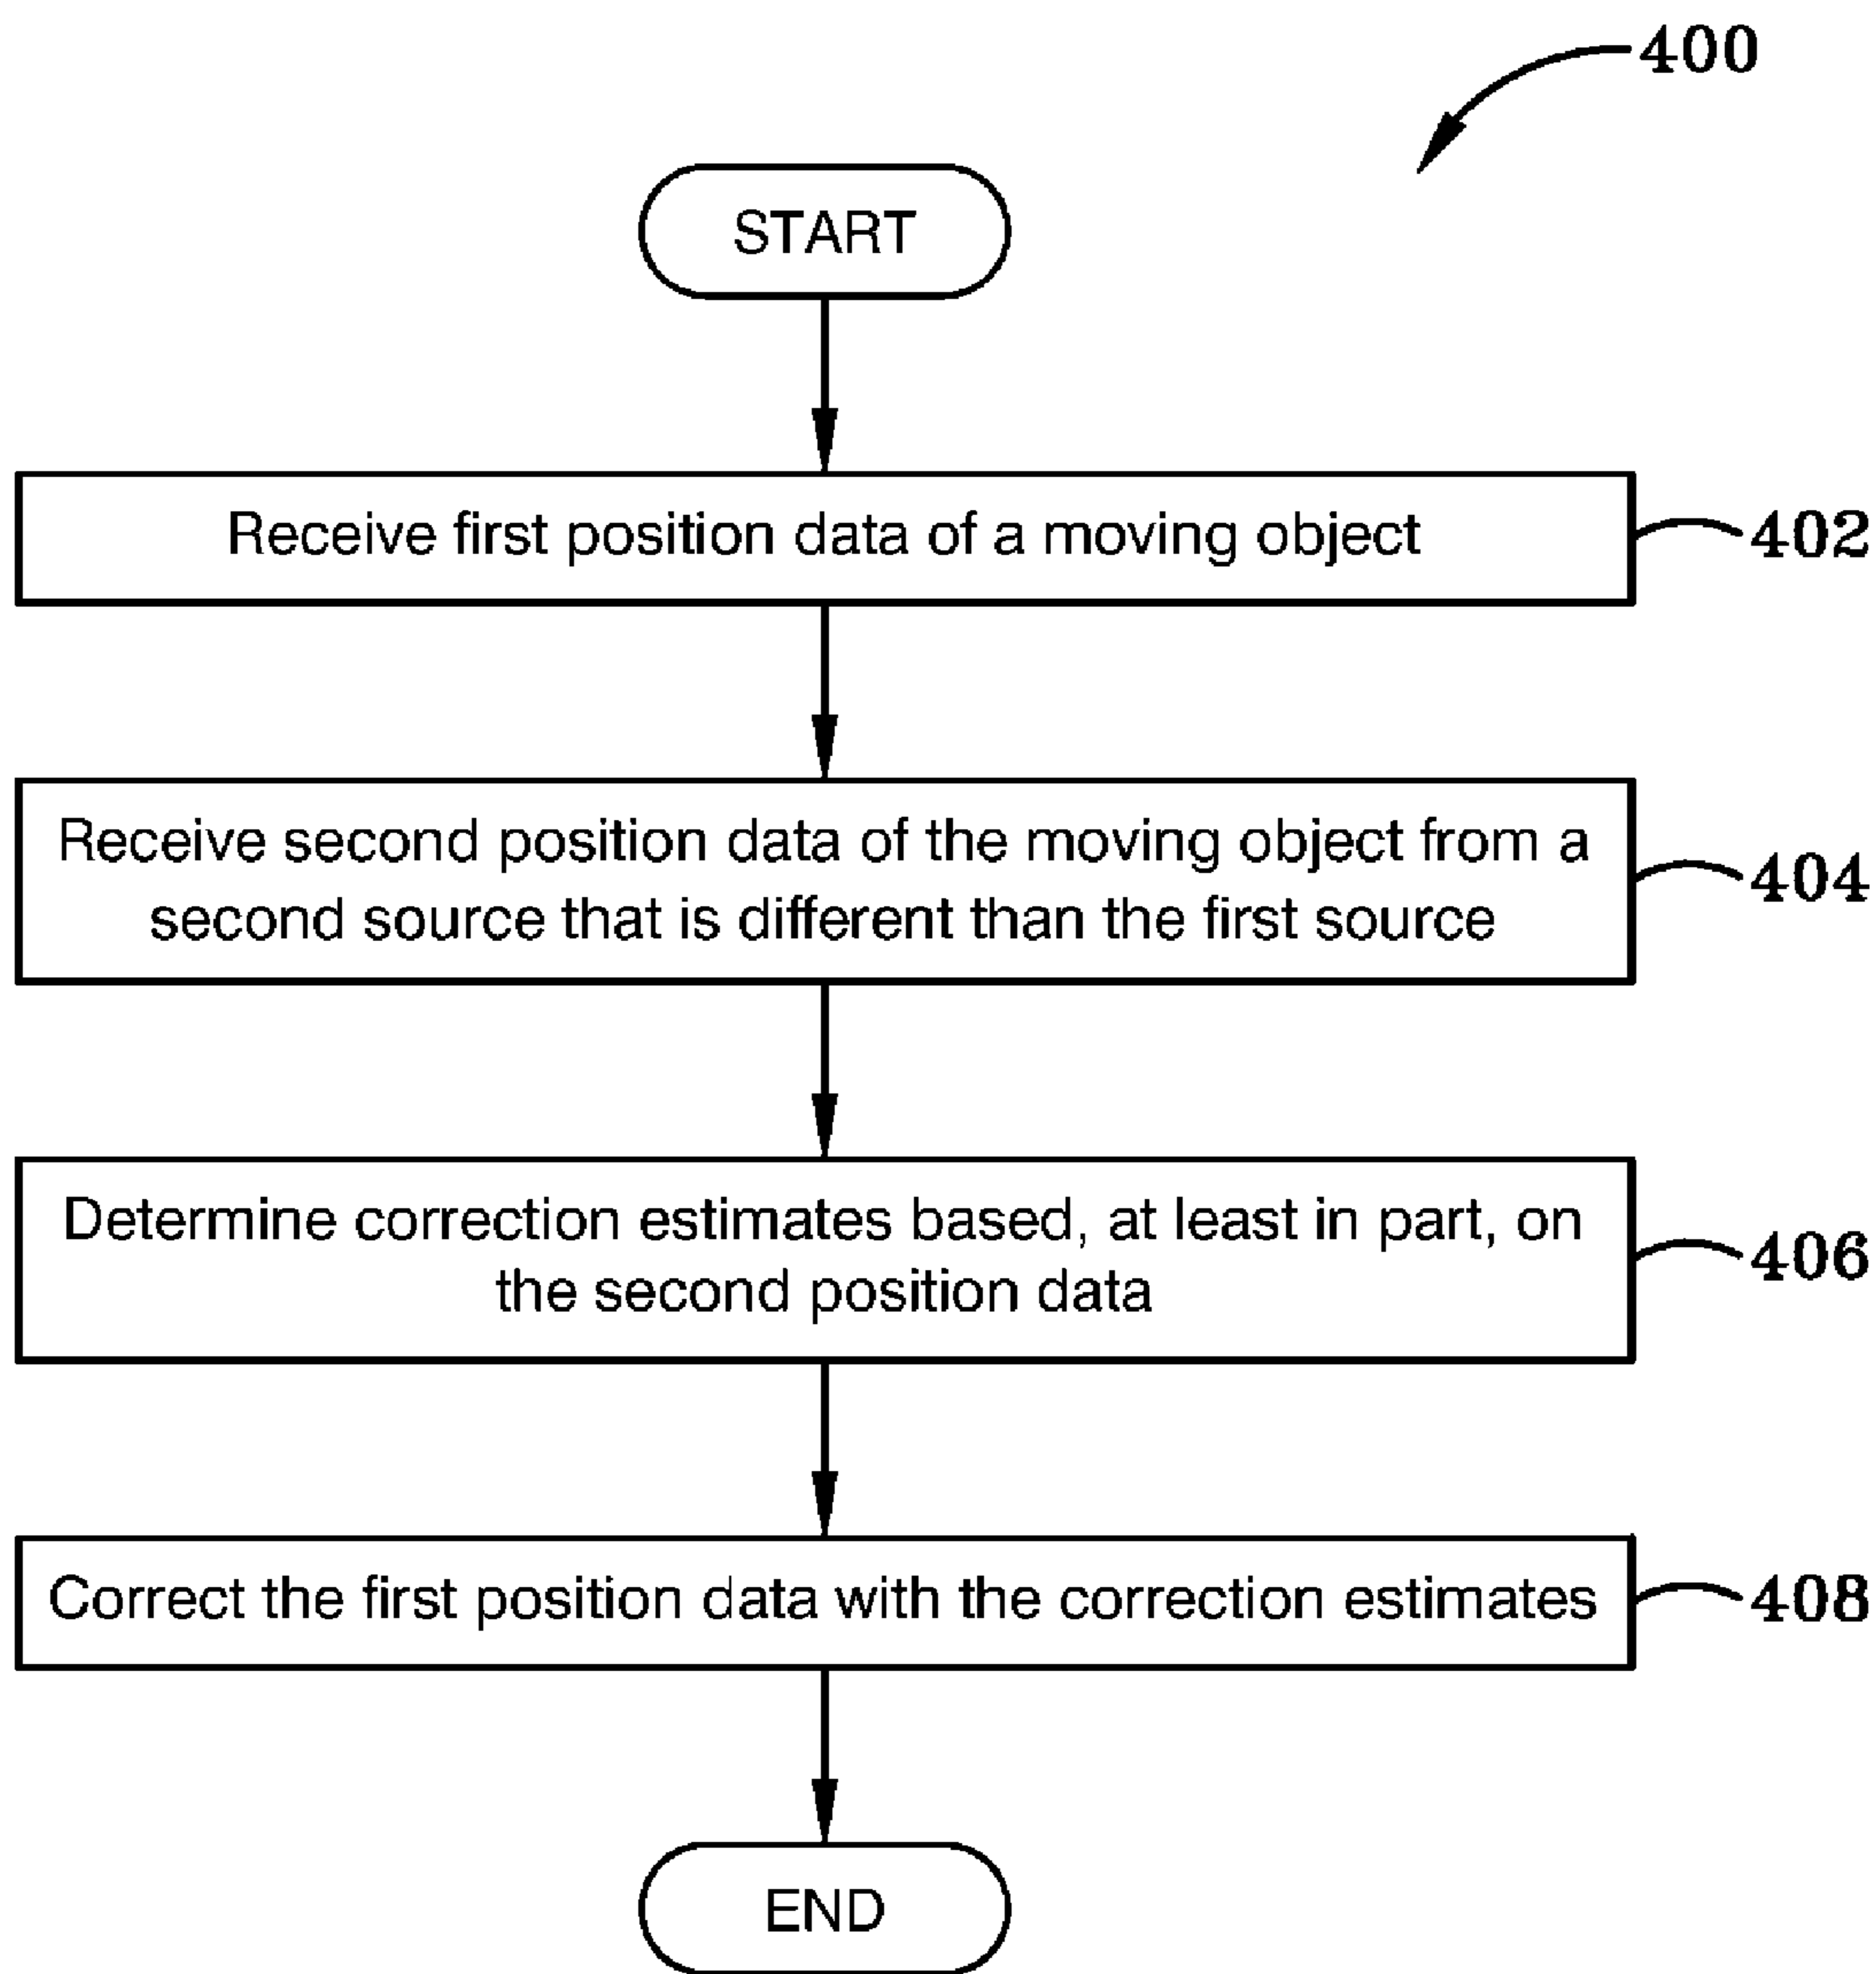 400
START
Receive first position data of a moving object
402
Receive second position data of the moving object from a
second source that is different than the first source
404
Determine correction estimates based, at least in part, on
the second position data
406
Correct the first position data with the correction estimates
408
END